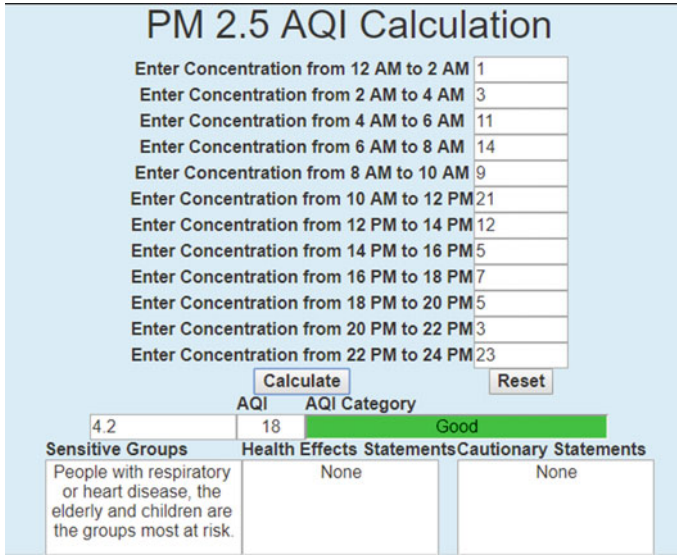 PM 2.5 AQI Calculation
Enter Concentration from 12 AM to 2 AM 1
Enter Concentration from 2 AM to 4 AM 3
Enter Concentration from 4 AM to 6 AM 11
Enter Concentration from 6 AM to 8 AM 14
Enter Concentration from 8 AM to 10 AM 9
Enter Concentration from 10 AM to 12 PM 21
Enter Concentration from 12 PM to 14 PM 12
Enter Concentration from 14 PM to 16 PM 5
Enter Concentration from 16 PM to 18 PM 7
Enter Concentration from 18 PM to 20 PM 5
Enter Concentration from 20 PM to 22 PM 3
Enter Concentration from 22 PM to 24 PM 23
Calculate Reset
AQI AQI Category
4.2 18 Good
Sensitive Groups Health Effects Statements Cautionary Statements
People with respiratory None None
or heart disease, the
elderly and children are
the groups most at risk.